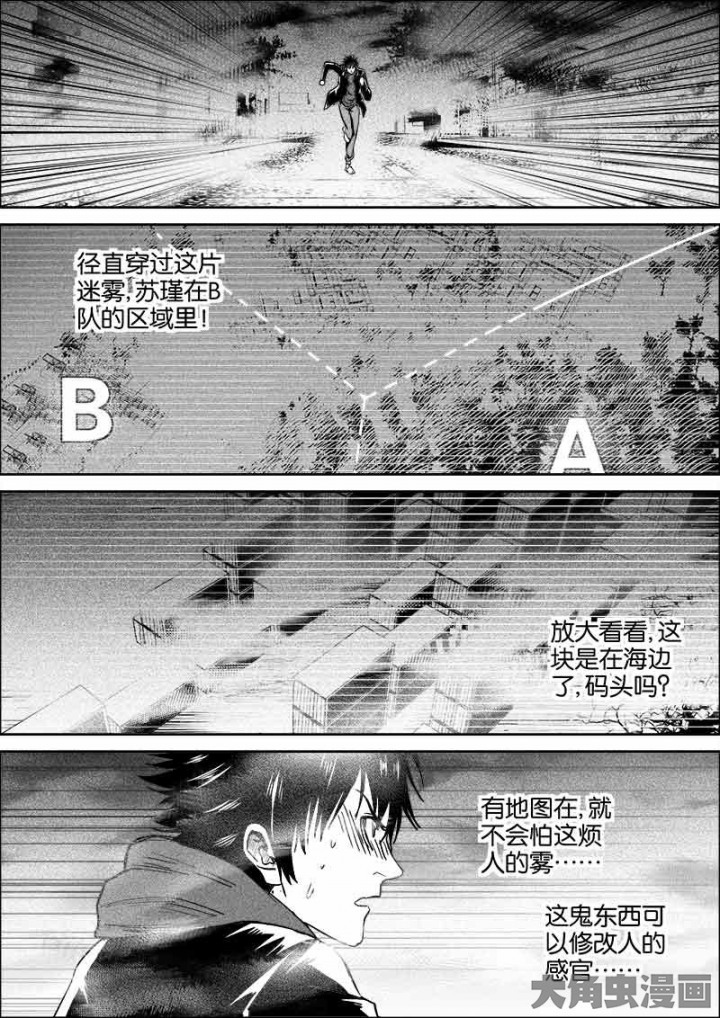 径直穿过这片
迷雾,苏瑾在B
队的区域里!
B
A
放大看看,这
块是在海边
了,码头吗?
有地图在,就
不会怕这烦
人的雾……
这鬼东西可
以修改人的
感官……
大角虫漫画